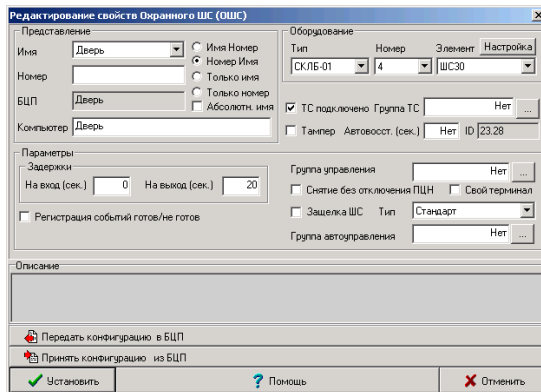 Редактирование свойств Охранного ШС (ОШС)
Представление
Имя Дверь
Номер
БЦП Дверь
Компьютер Дверь
Имя Номер
Номер Имя
Только имя
Только номер
Абсолютн. имя
Оборудование
Тип Номер Элемент Настройка
СКЛБ-01 4 ШС30
ТС подключено Группа ТС Нет ...
Тампер Автовосст. (сек.) Нет ID 23.28
Параметры
Задержки
На вход (сек.) 0 На выход (сек.) 20
Регистрация событий готов/не готов
Группа управления Нет ...
Снятие без отключения ПЦН Свой терминал
Защелка ШС Тип Стандарт
Группа автоуправления Нет ...
Описание
Передать конфигурацию в БЦП
Принять конфигурацию из БЦП
Установить Помощь Отменить